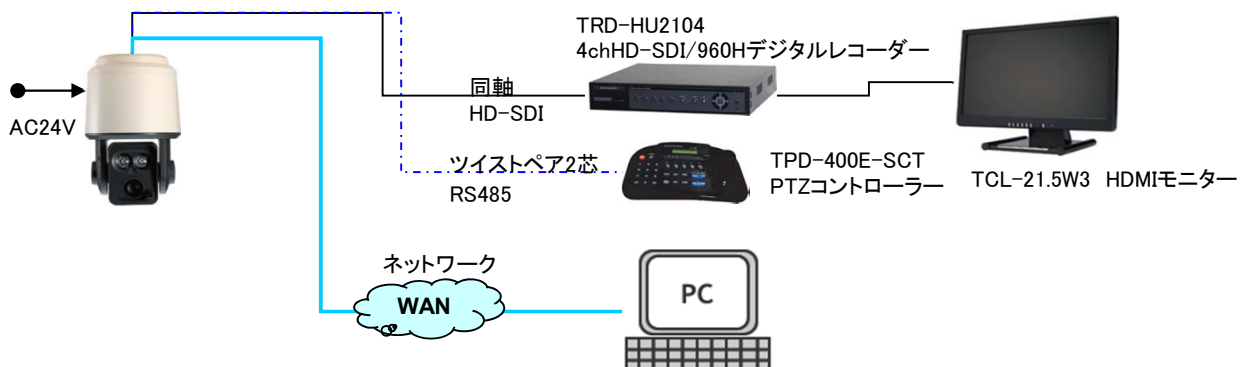 TRD-HU2104
4chHD-SDI/960Hデジタルレコーダー
同軸
HD-SDI
AC24V
ツイストペア2芯
RS485
TPD-400E-SCT
PTZコントローラー
TCL-21.5W3 HDMIモニター
ネットワーク
WAN
PC